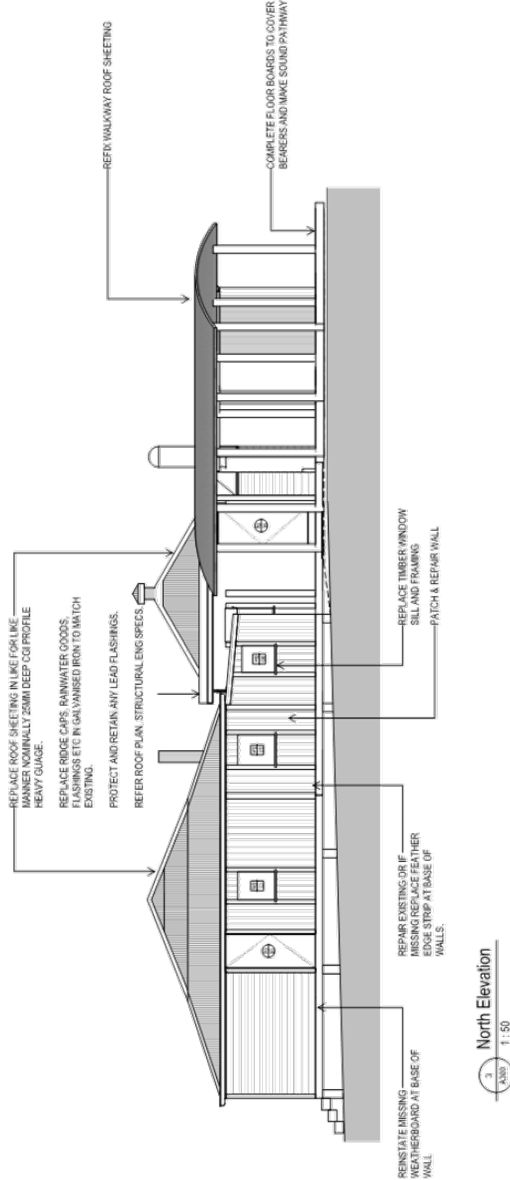 REPLACE ROOF SHEETING IN LIKE FOR LIKE
MANNER NOMINALLY 25MM DEEP CGI PROFILE
HEAVY GUAGE.
REPLACE RIDGE CAPS, RAINWATER GOODS,
FLASHINGS ETC IN GALVANISED IRON TO MATCH
EXISTING.
PROTECT AND RETAIN ANY LEAD FLASHINGS.
REFER ROOF PLAN, STRUCTURAL ENG SPECS.
REFIX WALKWAY ROOF SHEETING
COMPLETE FLOOR BOARDS TO COVER
BEARERS AND MAKE SOUND PATHWAY
REINSTATE MISSING
WEATHERBOARD AT BASE OF
WALL
REPAIR EXISTING OR IF
MISSING REPLACE FEATHER
EDGE STRIP AT BASE OF
WALLS.
REPLACE TIMBER WINDOW
SILL AND FRAMING
PATCH & REPAIR WALL
3
A300
North Elevation
1 : 50